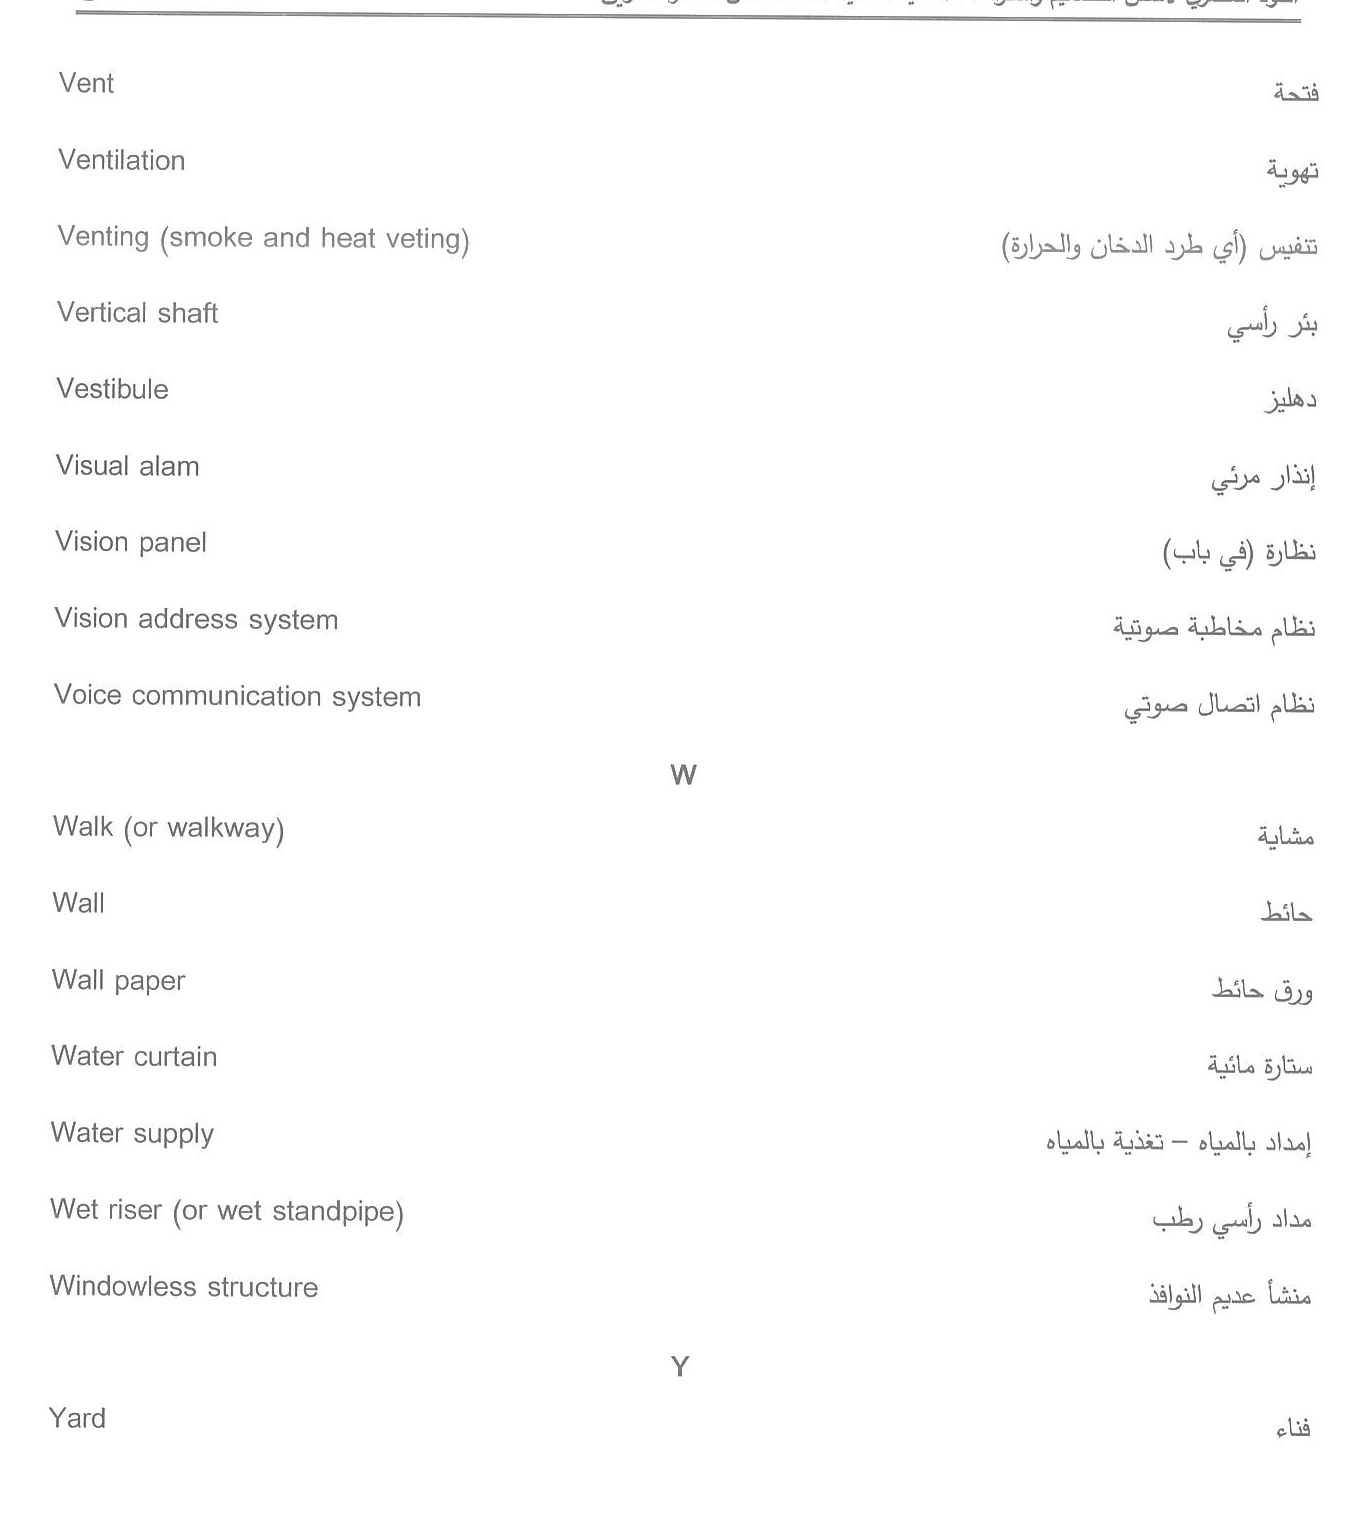 Vent فتحة
Ventilation تهوية
Venting (smoke and heat veting) تنفيس (أي طرد الدخان والحرارة)
Vertical shaft بئر رأسي
Vestibule دهليز
Visual alam إنذار مرئي
Vision panel نظارة (في باب)
Vision address system نظام مخاطبة صوتية
Voice communication system نظام اتصال صوتي
W
Walk (or walkway) مشاية
Wall حائط
Wall paper ورق حائط
Water curtain ستارة مائية
Water supply إمداد بالمياه – تغذية بالمياه
Wet riser (or wet standpipe) مداد رأسي رطب
Windowless structure منشأ عديم النوافذ
Y
Yard فناء